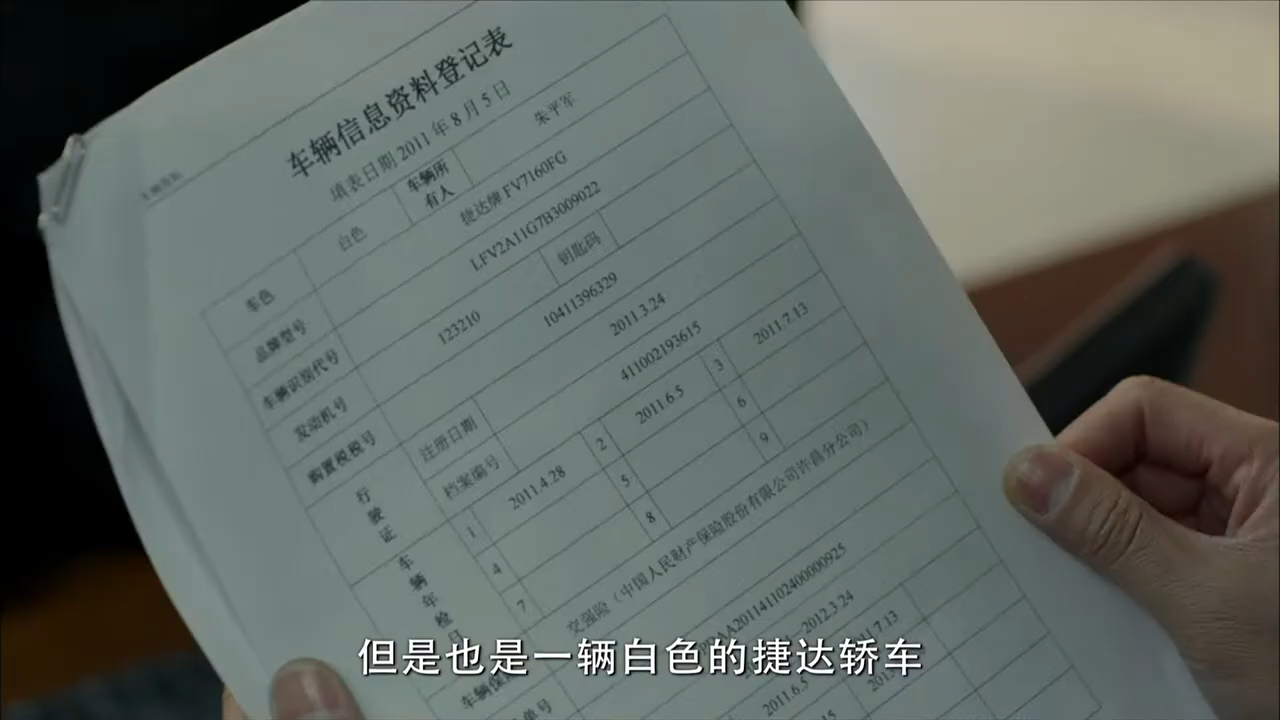 车辆信息资料登记表
填表日期 2011 年 8 月 5 日
车色 白色 车辆所有人 朱平军
品牌型号 捷达牌 FV7160FG
车辆识别代号 LFV2A11G7B3009022
发动机号 123210 钥匙码
购置税税号 10411396329
行驶证 注册日期 2011.3.24
档案编号 411002193615
车辆年检日 1 2011.4.28 2 2011.6.5 3 2011.7.13
4 5 6
7 8 9
交强险（中国人民财产保险股份有限公司许昌分公司）
A201141102400000925
2012.3.24
2011.6.5
但是也是一辆白色的捷达轿车